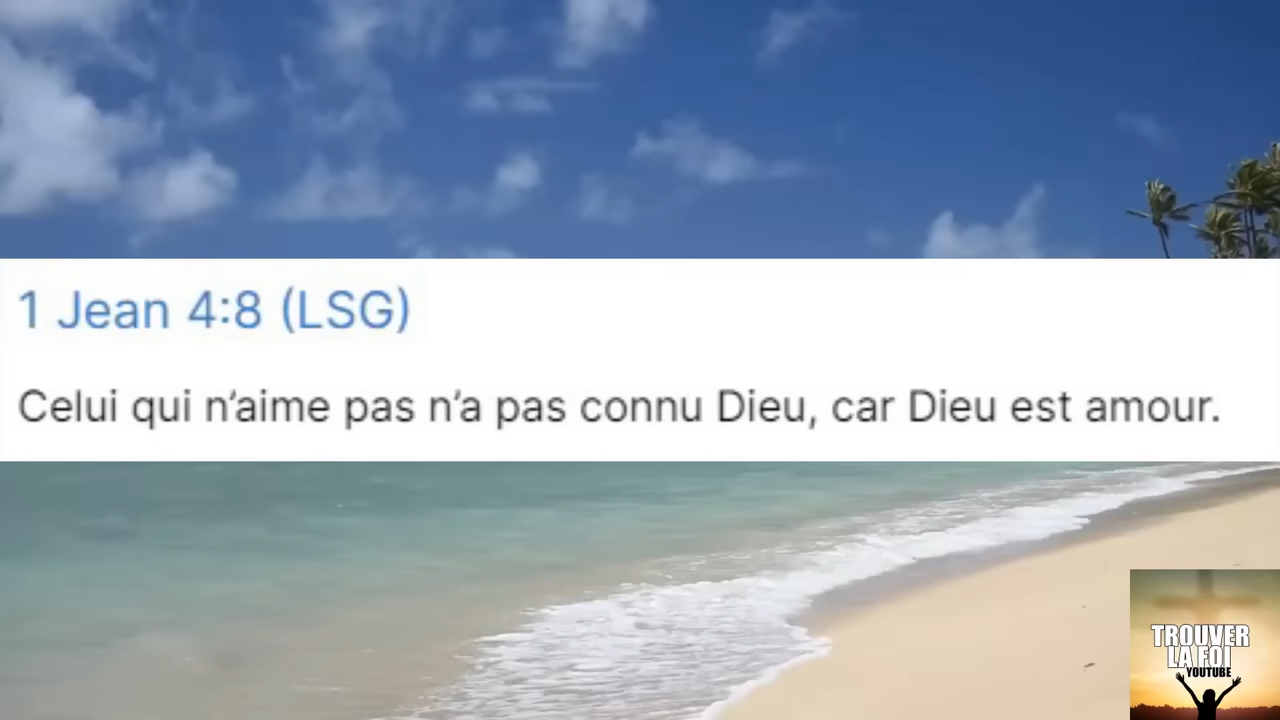 1 Jean 4:8 (LSG)
Celui qui n’aime pas n’a pas connu Dieu, car Dieu est amour.
TROUVER
LA FOI
YOUTUBE